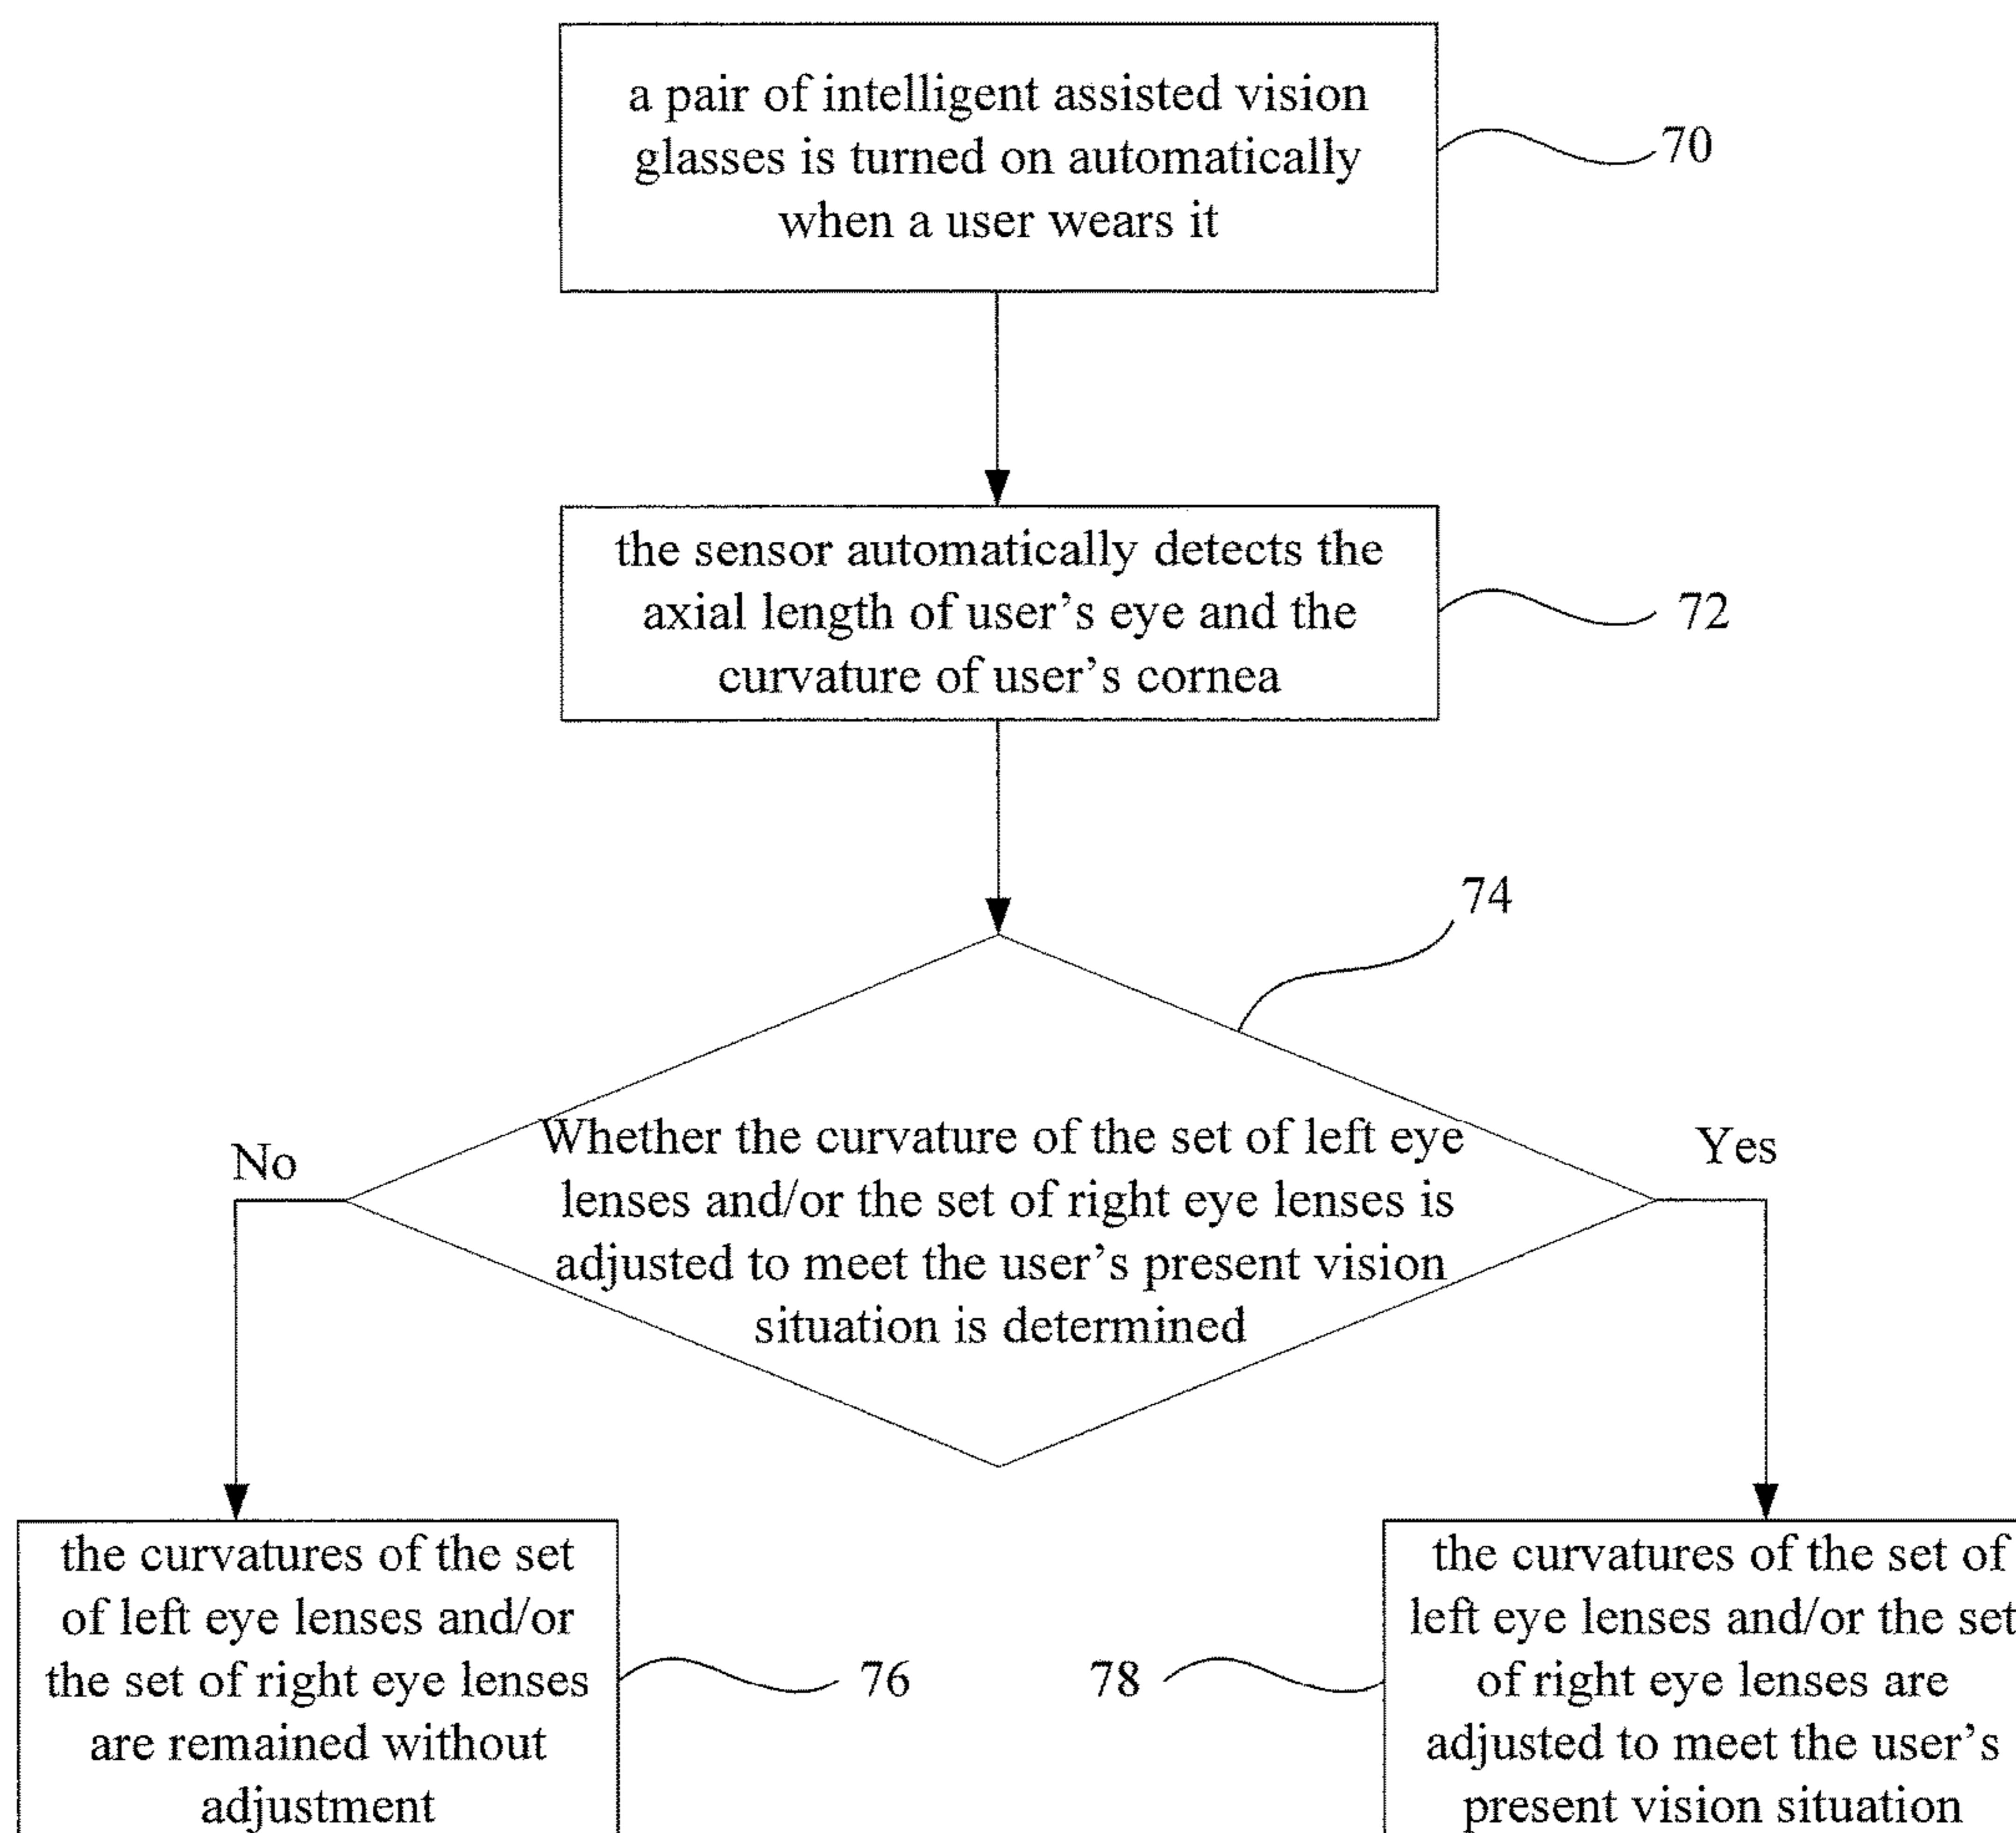 a pair of intelligent assisted vision
glasses is turned on automatically
when a user wears it
70
the sensor automatically detects the
axial length of user’s eye and the
curvature of user’s cornea
72
74
No
Yes
Whether the curvature of the set of left eye
lenses and/or the set of right eye lenses is
adjusted to meet the user’s present vision
situation is determined
the curvatures of the set
of left eye lenses and/or
the set of right eye lenses
are remained without
adjustment
76
78
the curvatures of the set of
left eye lenses and/or the set
of right eye lenses are
adjusted to meet the user’s
present vision situation